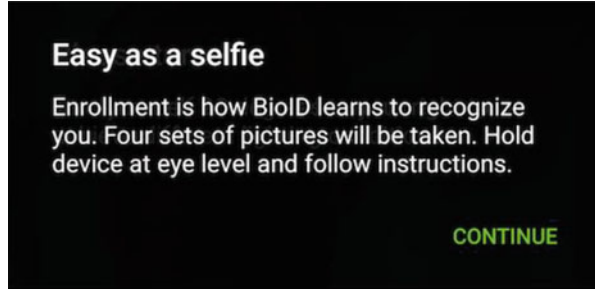 Easy as a selfie
Enrollment is how BioID learns to recognize
you. Four sets of pictures will be taken. Hold
device at eye level and follow instructions.
CONTINUE